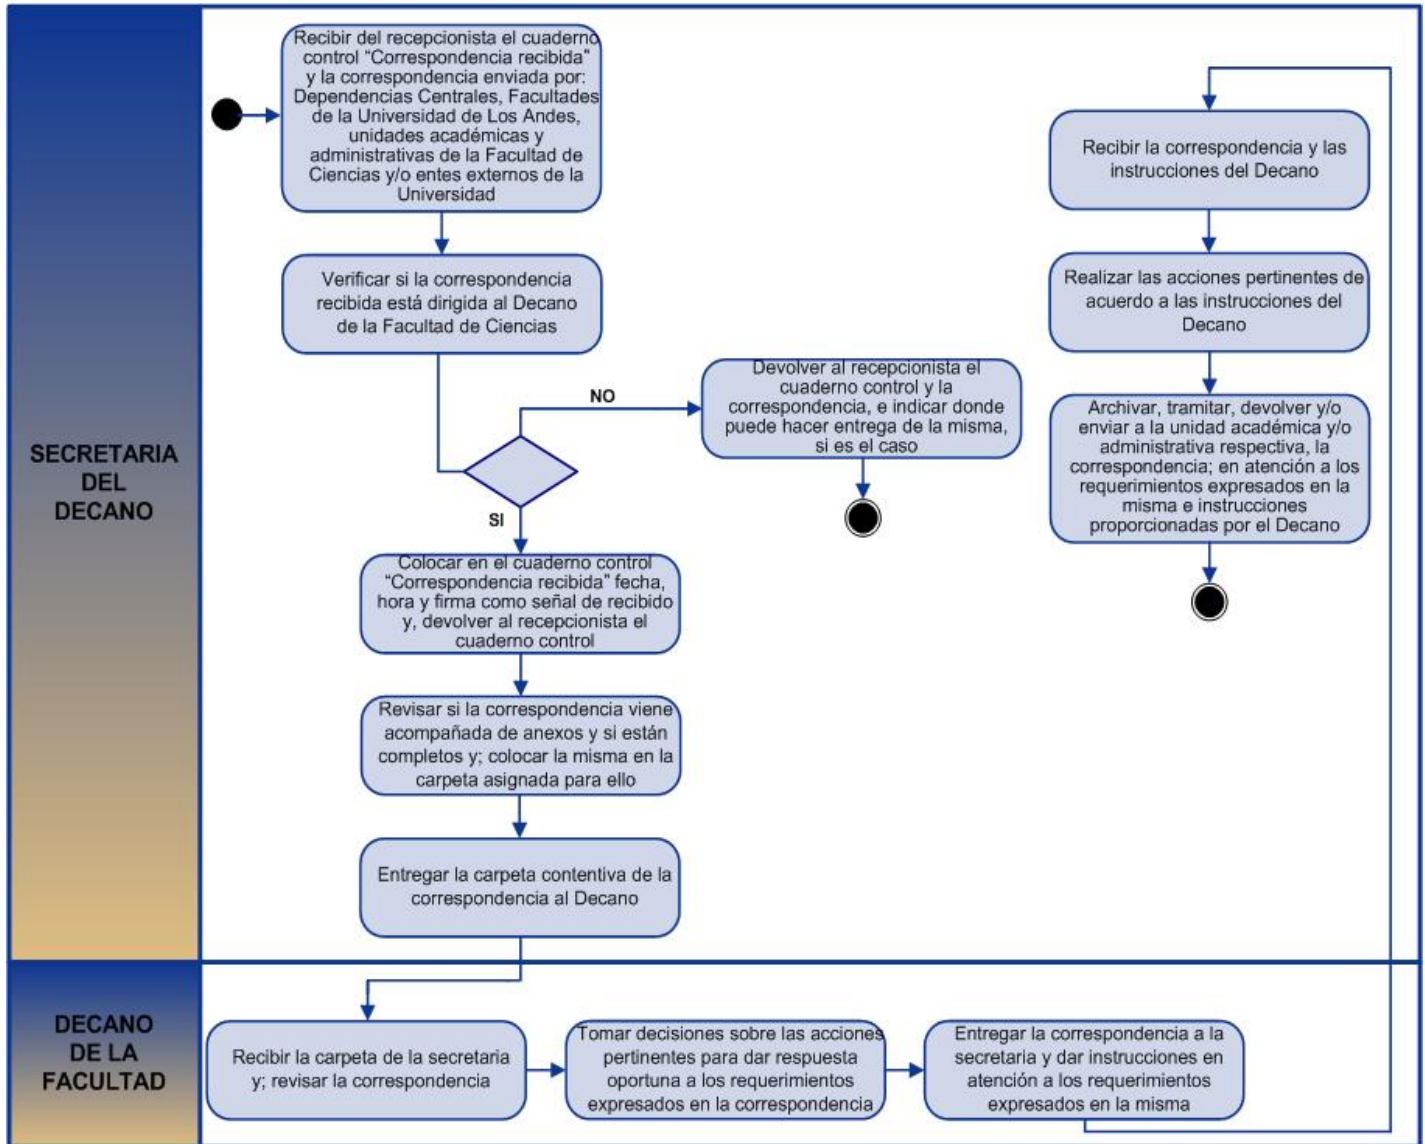 SECRETARIA
DEL
DECANO
Recibir del recepcionista el cuaderno
control “Correspondencia recibida"
y la correspondencia enviada por:
Dependencias Centrales, Facultades
de la Universidad de Los Andes,
unidades académicas y
administrativas de la Facultad de
Ciencias y/o entes externos de la
Universidad
Verificar si la correspondencia
recibida está dirigida al Decano
de la Facultad de Ciencias
NO
Devolver al recepcionista el
cuaderno control y la
correspondencia, e indicar donde
puede hacer entrega de la misma,
si es el caso
SI
Colocar en el cuaderno control
“Correspondencia recibida” fecha,
hora y firma como señal de recibido
y, devolver al recepcionista el
cuaderno control
Revisar si la correspondencia viene
acompañada de anexos y si están
completos y; colocar la misma en la
carpeta asignada para ello
Entregar la carpeta contentiva de la
correspondencia al Decano
DECANO
DE LA
FACULTAD
Recibir la carpeta de la secretaria
y; revisar la correspondencia
Tomar decisiones sobre las acciones
pertinentes para dar respuesta
oportuna a los requerimientos
expresados en la correspondencia
Entregar la correspondencia a la
secretaria y dar instrucciones en
atención a los requerimientos
expresados en la misma
Recibir la correspondencia y las
instrucciones del Decano
Realizar las acciones pertinentes de
acuerdo a las instrucciones del
Decano
Archivar, tramitar, devolver y/o
enviar a la unidad académica y/o
administrativa respectiva, la
correspondencia; en atención a los
requerimientos expresados en la
misma e instrucciones
proporcionadas por el Decano